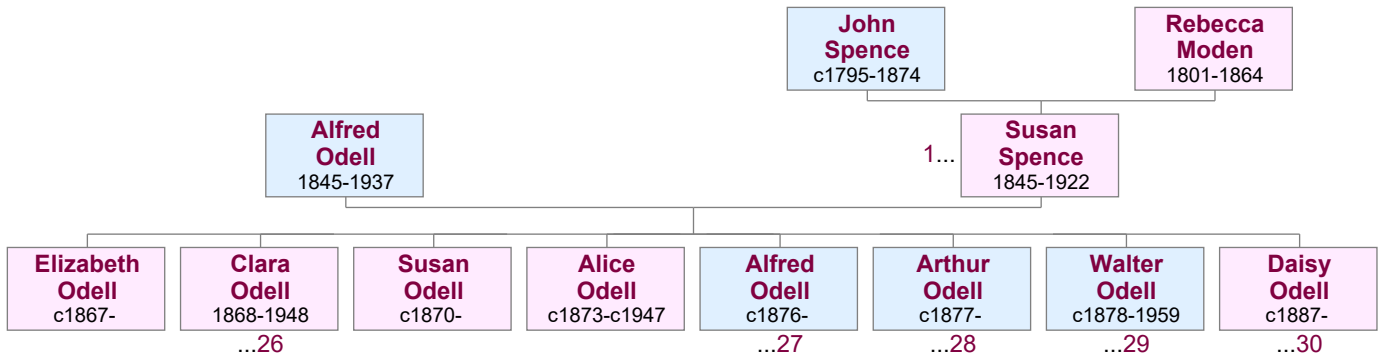 John
Spence
c1795-1874
Rebecca
Moden
1801-1864
Alfred
Odell
1845-1937
1...
Susan
Spence
1845-1922
Elizabeth
Odell
c1867-
Clara
Odell
1868-1948
...26
Susan
Odell
c1870-
Alice
Odell
c1873-c1947
Alfred
Odell
c1876-
...27
Arthur
Odell
c1877-
...28
Walter
Odell
c1878-1959
...29
Daisy
Odell
c1887-
...30